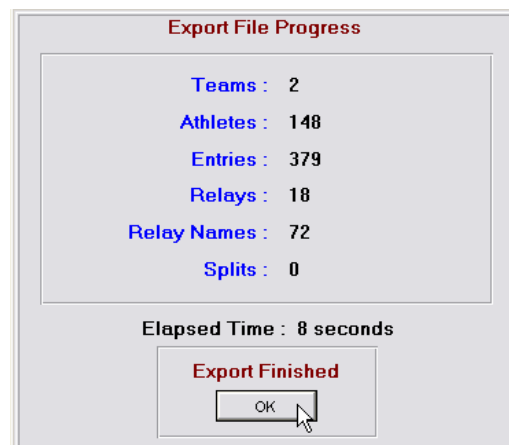 Export File Progress
Teams : 2
Athletes : 148
Entries : 379
Relays : 18
Relay Names : 72
Splits : 0
Elapsed Time : 8 seconds
Export Finished
OK